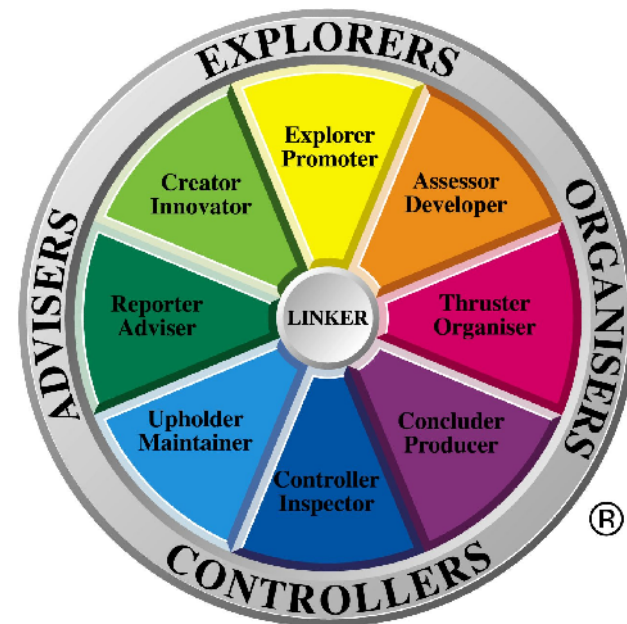 EXPLORERS
Explorer
Promoter
Assessor
Developer
ORGANISERS
Thruster
Organiser
Concluder
Producer
CONTROLLERS
Controller
Inspector
Upholder
Maintainer
ADVISERS
Reporter
Adviser
Creator
Innovator
LINKER
®